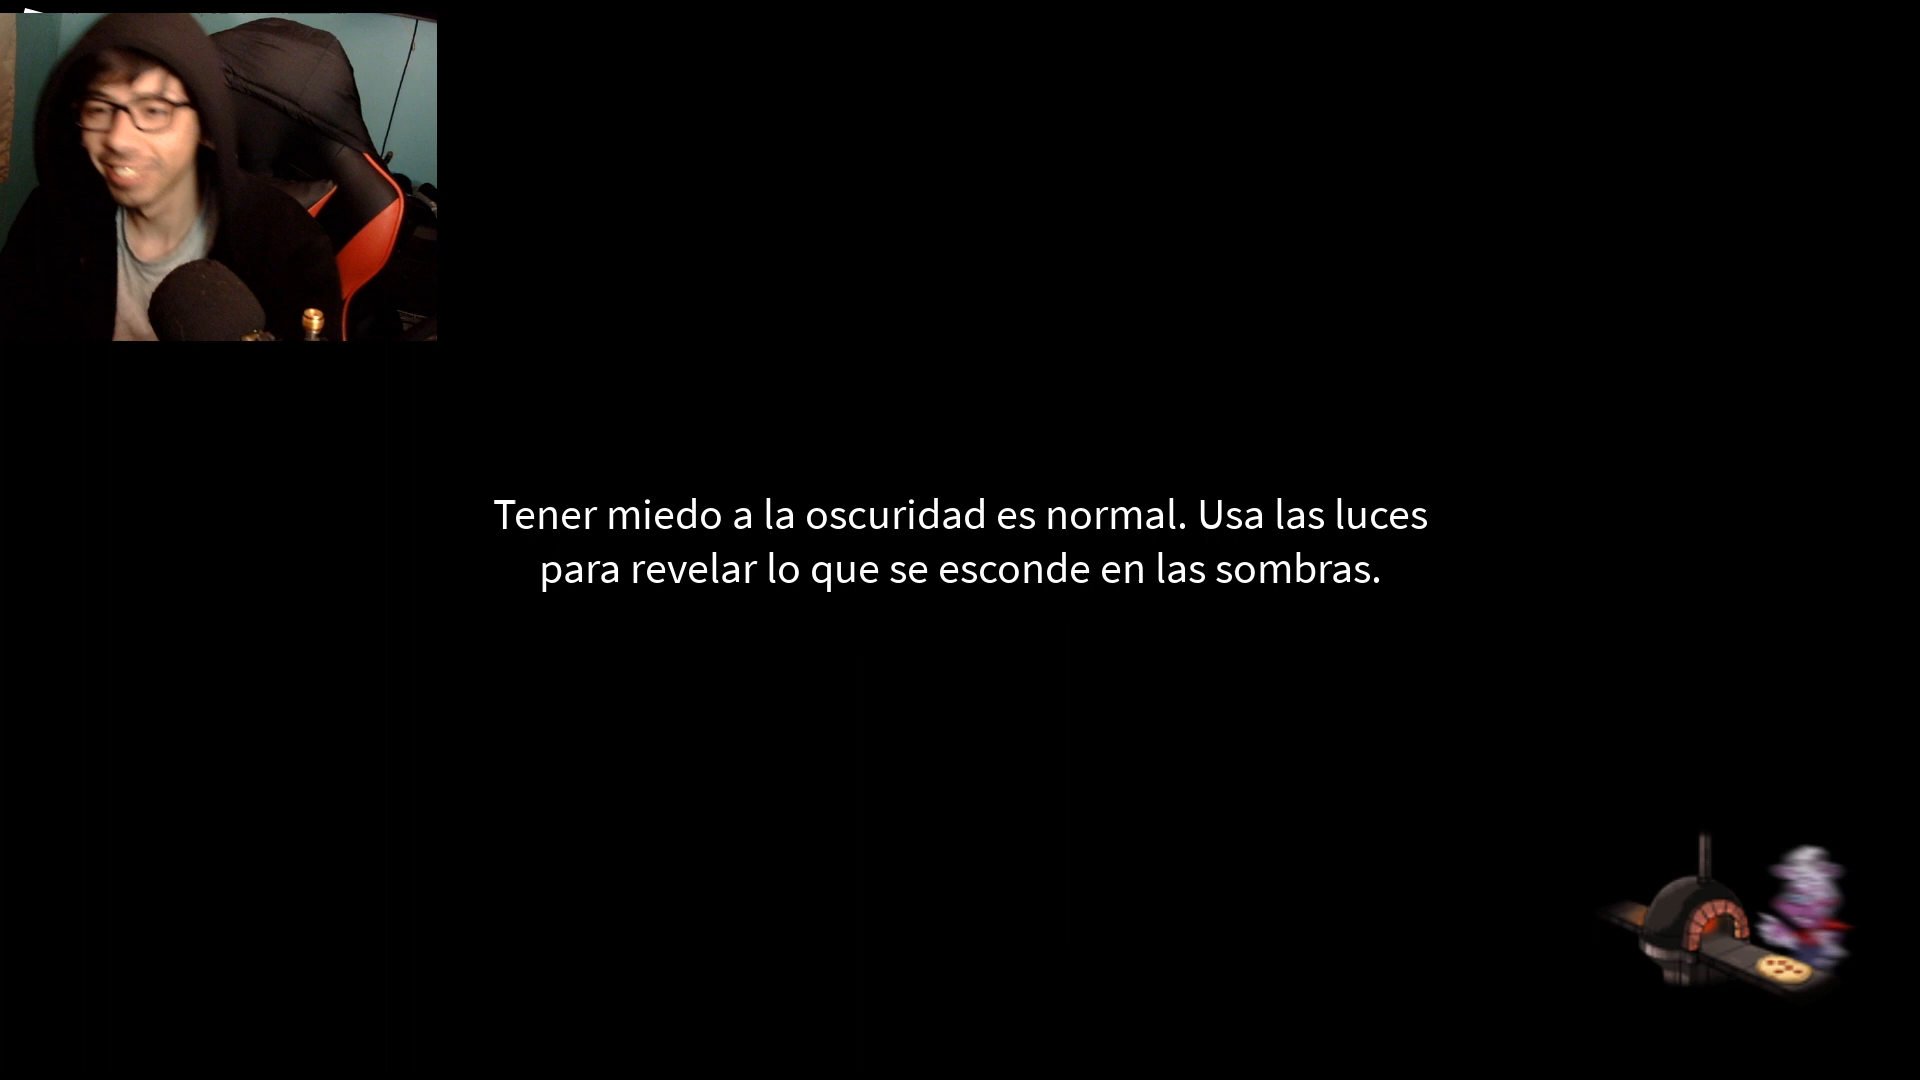 Tener miedo a la oscuridad es normal. Usa las luces
para revelar lo que se esconde en las sombras.